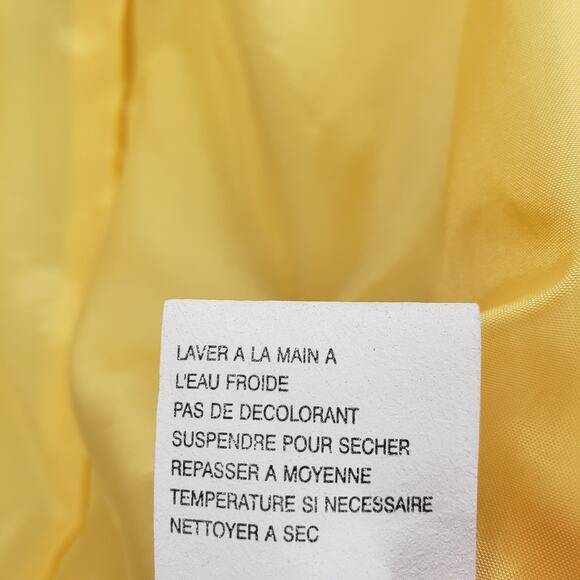 LAVER A LA MAIN A
L'EAU FROIDE
PAS DE DECOLORANT
SUSPENDRE POUR SECHER
REPASSER A MOYENNE
TEMPERATURE SI NECESSAIRE
NETTOYER A SEC